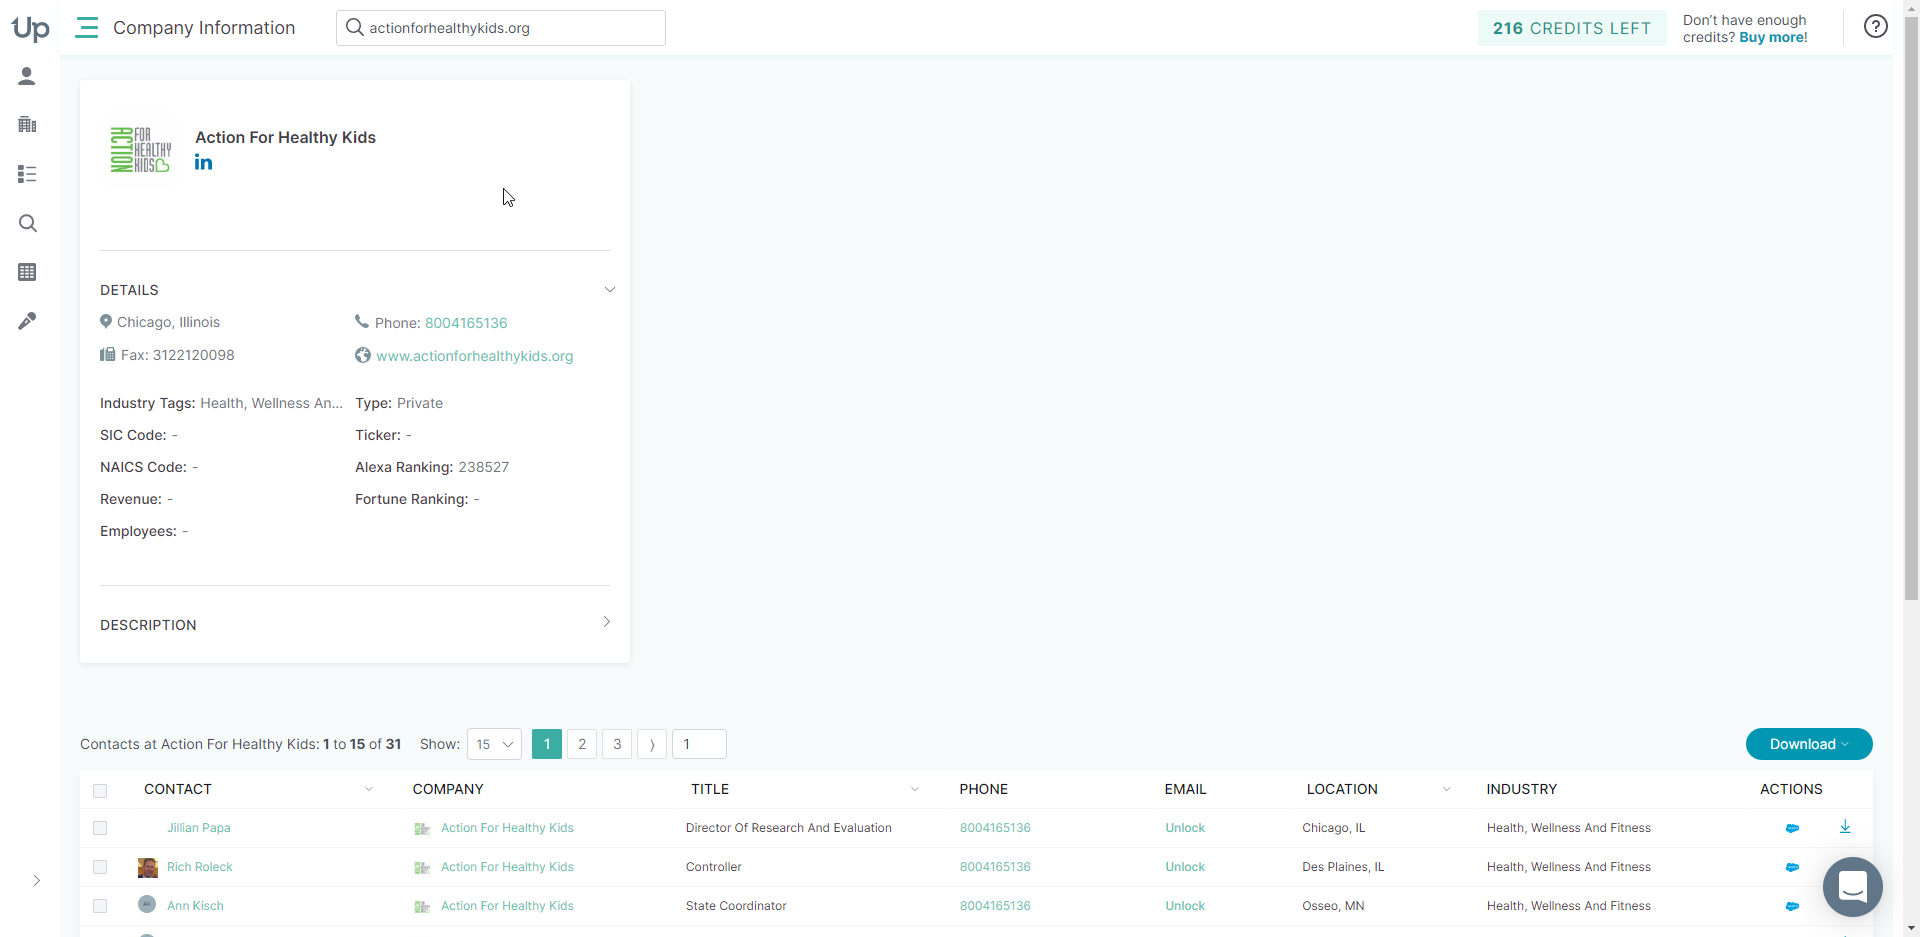 Up
Company Information
actionforhealthykids.org
216 CREDITS LEFT
Don't have enough
credits? Buy more!
ACTION
FOR
HEALTHY
KIDS
Action For Healthy Kids
in
DETAILS
Chicago, Illinois
Phone: 8004165136
Fax: 3122120098
www.actionforhealthykids.org
Industry Tags: Health, Wellness An...
Type: Private
SIC Code: -
Ticker: -
NAICS Code: -
Alexa Ranking: 238527
Revenue: -
Fortune Ranking: -
Employees: -
DESCRIPTION
Contacts at Action For Healthy Kids: 1 to 15 of 31 Show: 15 1 2 3 1
Download
CONTACT COMPANY TITLE PHONE EMAIL LOCATION INDUSTRY ACTIONS
Jillian Papa Action For Healthy Kids Director Of Research And Evaluation 8004165136 Unlock Chicago, IL Health, Wellness And Fitness
Rich Roleck Action For Healthy Kids Controller 8004165136 Unlock Des Plaines, IL Health, Wellness And Fitness
AK Ann Kisch Action For Healthy Kids State Coordinator 8004165136 Unlock Osseo, MN Health, Wellness And Fitness